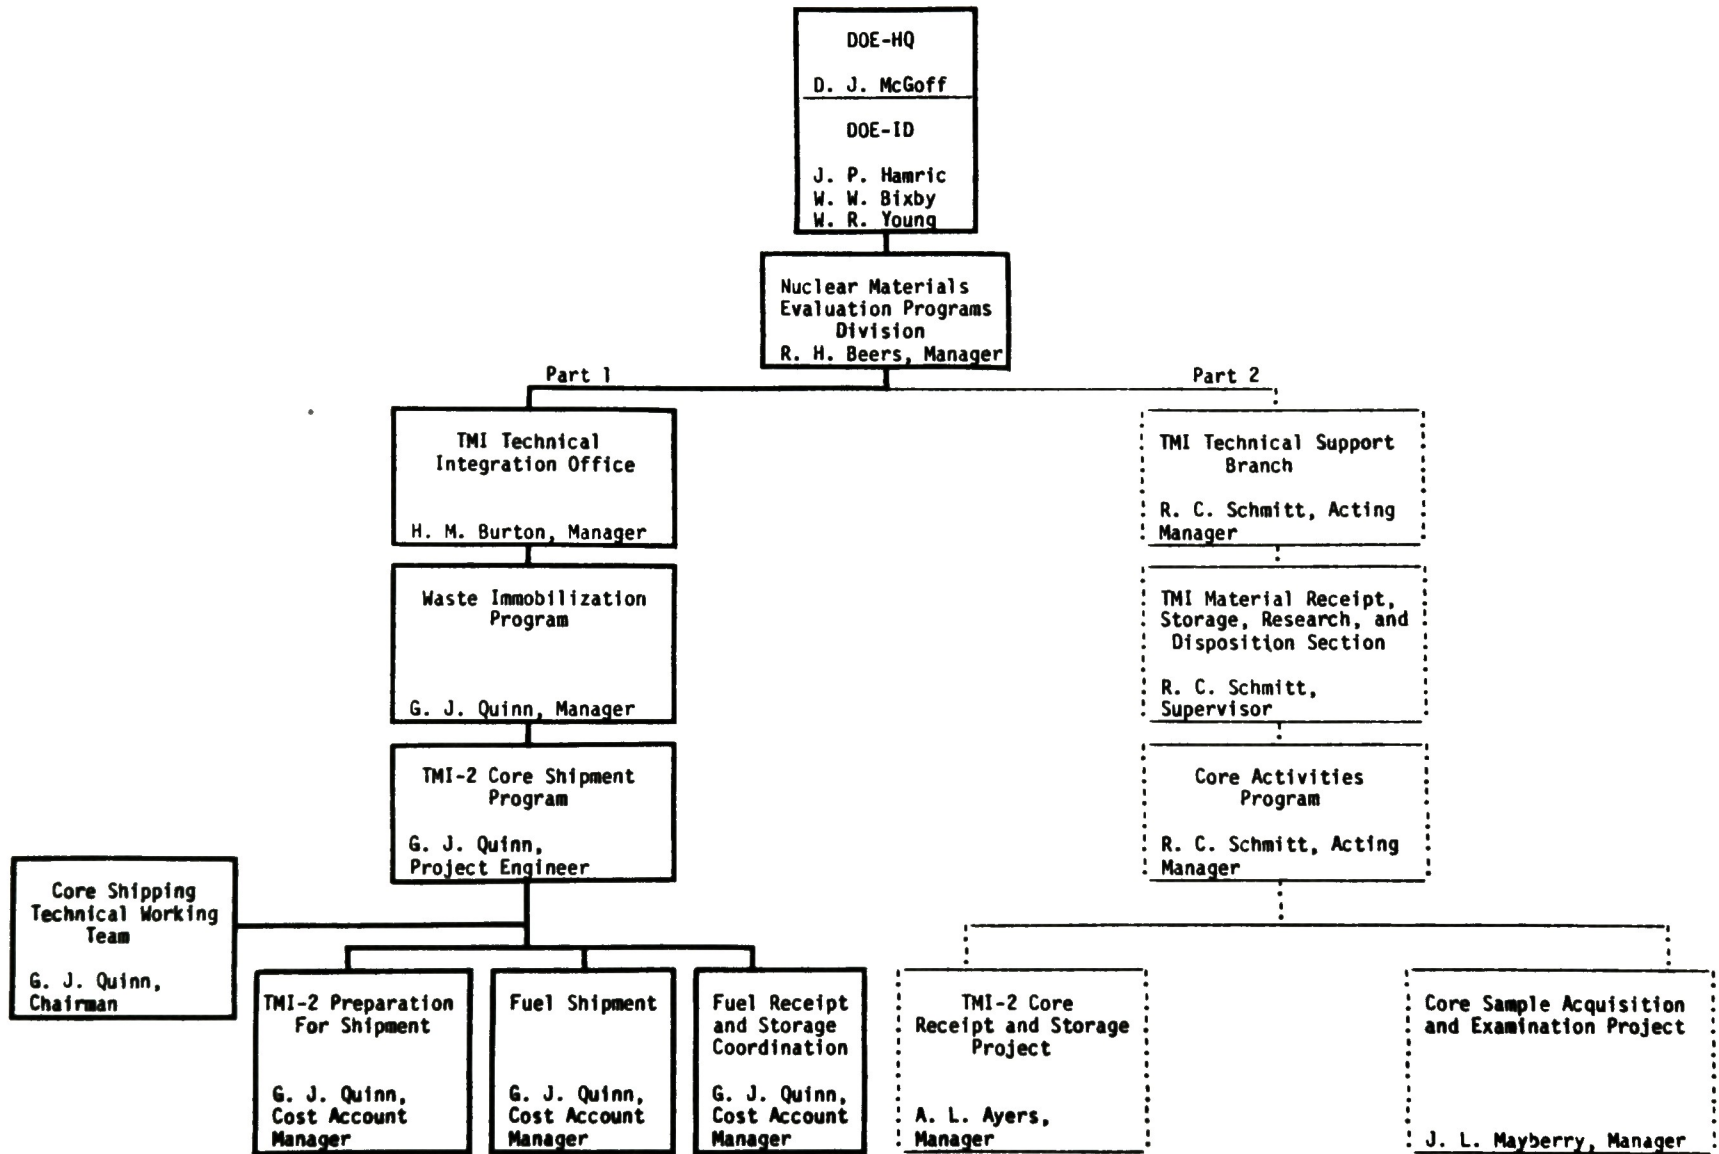 DOE-HQ
D. J. McGoff
DOE-ID
J. P. Hamric
W. W. Bixby
W. R. Young
Nuclear Materials
Evaluation Programs
Division
R. H. Beers, Manager
Part 1
Part 2
TMI Technical
Integration Office
H. M. Burton, Manager
TMI Technical Support
Branch
R. C. Schmitt, Acting
Manager
Waste Immobilization
Program
G. J. Quinn, Manager
TMI Material Receipt,
Storage, Research, and
Disposition Section
R. C. Schmitt,
Supervisor
TMI-2 Core Shipment
Program
G. J. Quinn,
Project Engineer
Core Activities
Program
R. C. Schmitt, Acting
Manager
Core Shipping
Technical Working
Team
G. J. Quinn,
Chairman
TMI-2 Preparation
For Shipment
G. J. Quinn,
Cost Account
Manager
Fuel Shipment
G. J. Quinn,
Cost Account
Manager
Fuel Receipt
and Storage
Coordination
G. J. Quinn,
Cost Account
Manager
TMI-2 Core
Receipt and Storage
Project
A. L. Ayers,
Manager
Core Sample Acquisition
and Examination Project
J. L. Mayberry, Manager